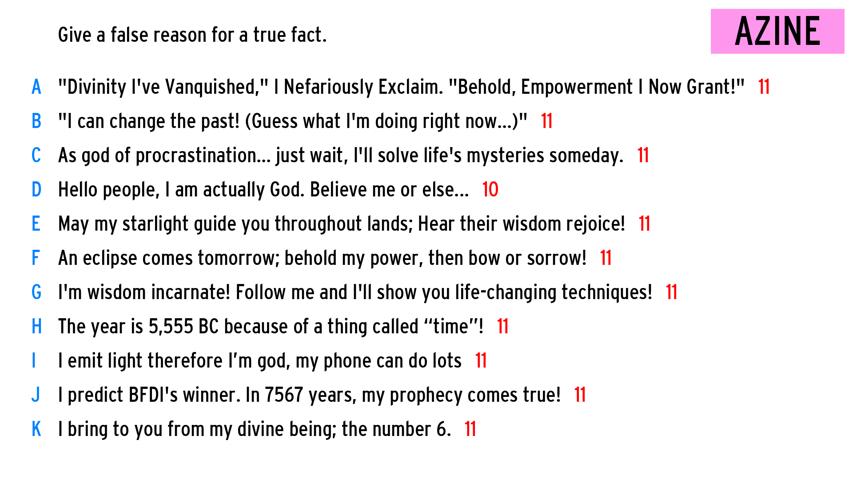 Give a false reason for a true fact.
AZINE
A "Divinity I've Vanquished," I Nefariously Exclaim. "Behold, Empowerment I Now Grant!" 11
B "I can change the past! (Guess what I'm doing right now...)" 11
C As god of procrastination... just wait, I'll solve life's mysteries someday. 11
D Hello people, I am actually God. Believe me or else... 10
E May my starlight guide you throughout lands; Hear their wisdom rejoice! 11
F An eclipse comes tomorrow; behold my power, then bow or sorrow! 11
G I'm wisdom incarnate! Follow me and I'll show you life-changing techniques! 11
H The year is 5,555 BC because of a thing called “time”! 11
I I emit light therefore I’m god, my phone can do lots 11
J I predict BFDI's winner. In 7567 years, my prophecy comes true! 11
K I bring to you from my divine being; the number 6. 11